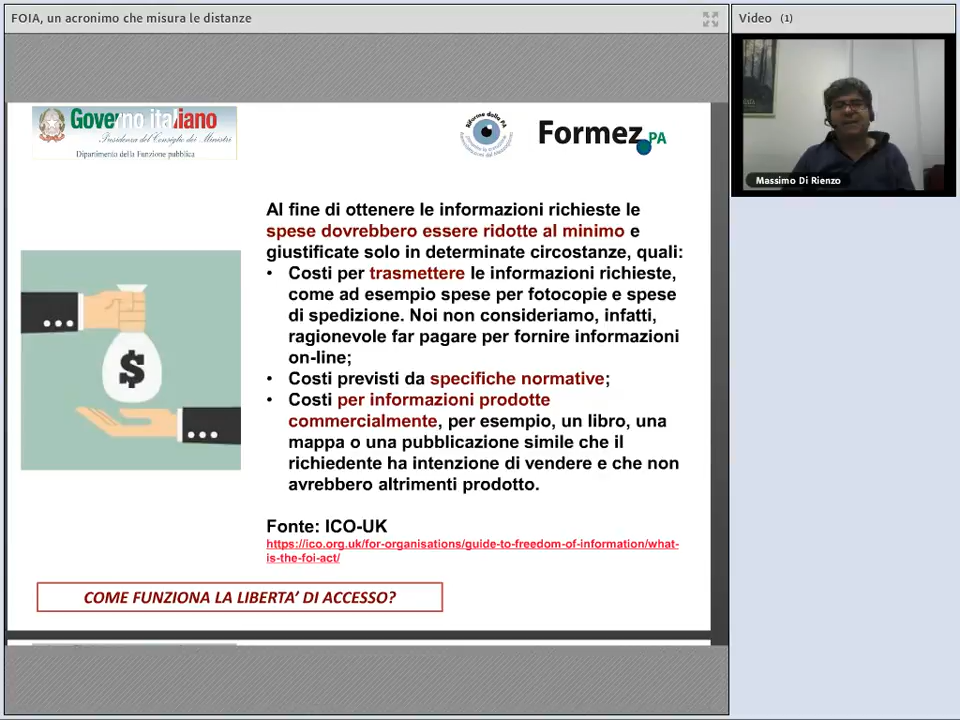 FOIA, un acronimo che misura le distanze
Video (1)
Governo italiano
Presidenza del Consiglio dei Ministri
Dipartimento della Funzione pubblica
Riforme della PA
Formez PA
Massimo Di Rienzo
Al fine di ottenere le informazioni richieste le
spese dovrebbero essere ridotte al minimo e
giustificate solo in determinate circostanze, quali:
• Costi per trasmettere le informazioni richieste,
come ad esempio spese per fotocopie e spese
di spedizione. Noi non consideriamo, infatti,
ragionevole far pagare per fornire informazioni
on-line;
• Costi previsti da specifiche normative;
• Costi per informazioni prodotte
commercialmente, per esempio, un libro, una
mappa o una pubblicazione simile che il
richiedente ha intenzione di vendere e che non
avrebbero altrimenti prodotto.
$
Fonte: ICO-UK
https://ico.org.uk/for-organisations/guide-to-freedom-of-information/what-
is-the-foi-act/
COME FUNZIONA LA LIBERTA' DI ACCESSO?